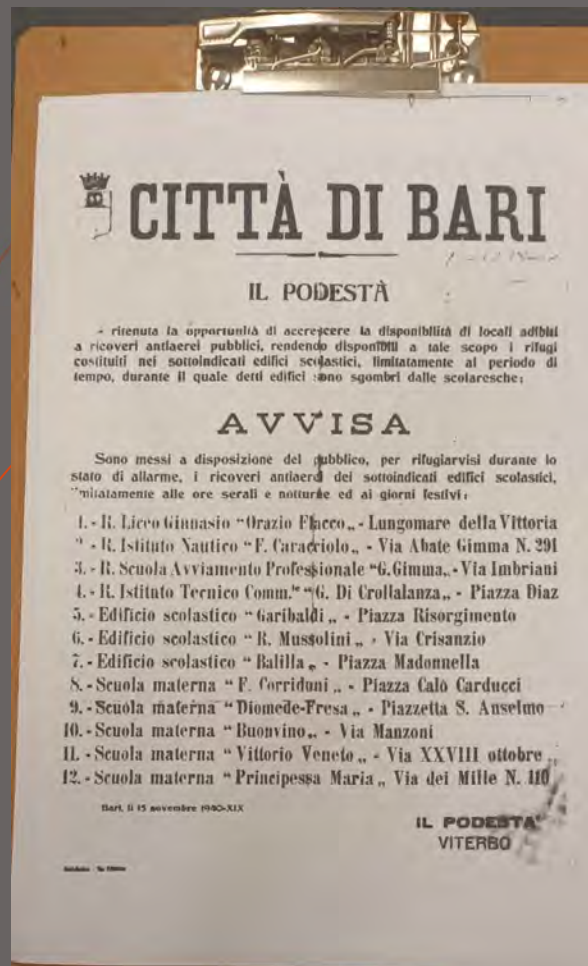 CITTÀ DI BARI
IL PODESTÀ
- ritenuta la opportunità di accrescere la disponibilità di locali adibiti
a ricoveri antiaerei pubblici, rendendo disponibili a tale scopo i rifugi
costituiti nei sottoindicati edifici scolastici, limitatamente al periodo di
tempo, durante il quale detti edifici sono sgombri dalle scolaresche;
AVVISA
Sono messi a disposizione del pubblico, per rifugiarvisi durante lo
stato di allarme, i ricoveri antiaerei dei sottoindicati edifici scolastici,
limitatamente alle ore serali e notturne ed ai giorni festivi:
1. - R. Liceo Ginnasio "Orazio Flacco„ - Lungomare della Vittoria
2 - R. Istituto Nautico "F. Caracciolo„ - Via Abate Gimma N. 291
3. - R. Scuola Avviamento Professionale "G. Gimma„ - Via Imbriani
4. - R. Istituto Tecnico Comm.le "G. Di Crollalanza„ - Piazza Diaz
5. - Edificio scolastico "Garibaldi„ - Piazza Risorgimento
6. - Edificio scolastico "R. Mussolini„ - Via Crisanzio
7. - Edificio scolastico "Balilla„ - Piazza Madonnella
8. - Scuola materna "F. Corridoni„ - Piazza Calò Carducci
9. - Scuola materna "Diomede-Fresa„ - Piazzetta S. Anselmo
10. - Scuola materna "Buonvino„ - Via Manzoni
11. - Scuola materna "Vittorio Veneto„ - Via XXVIII ottobre
12. - Scuola materna "Principessa Maria„ Via dei Mille N. 110
Bari, li 15 novembre 1940-XIX
IL PODESTÀ
VITERBO